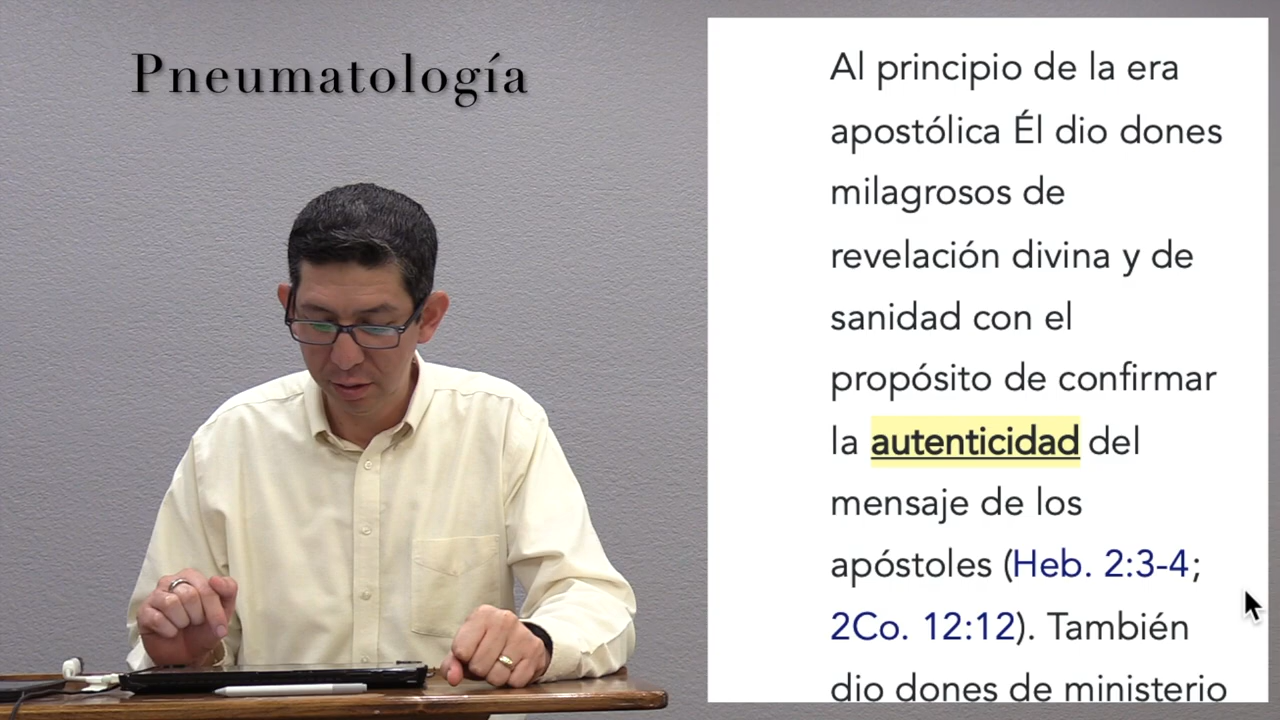 Pneumatología
Al principio de la era
apostólica Él dio dones
milagrosos de
revelación divina y de
sanidad con el
propósito de confirmar
la autenticidad del
mensaje de los
apóstoles (Heb. 2:3-4;
2Co. 12:12). También
dio dones de ministerio